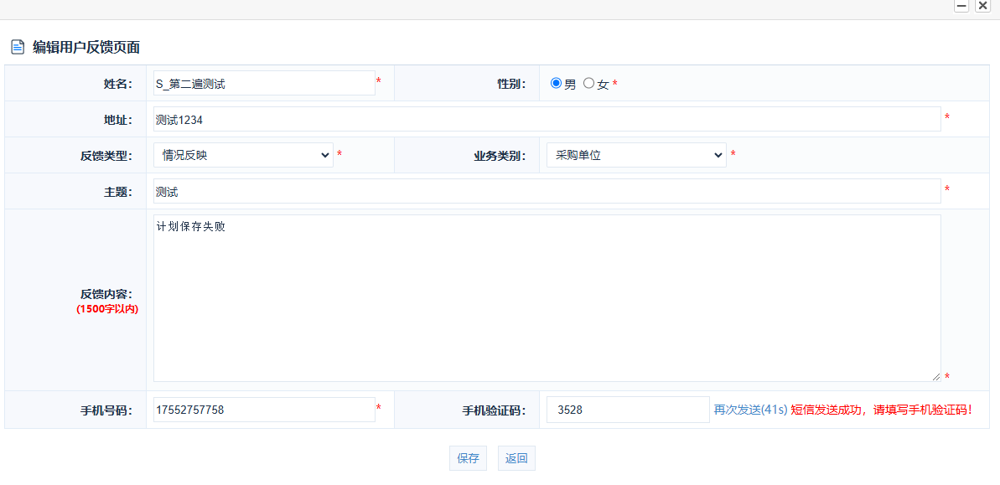 编辑用户反馈页面
姓名： S_第二遍测试 * 性别： 男 女 *
地址： 测试1234 *
反馈类型： 情况反映 * 业务类别： 采购单位 *
主题： 测试 *
计划保存失败
反馈内容：
(1500字以内)
*
手机号码： 17552757758 * 手机验证码： 3528 再次发送(41s) 短信发送成功，请填写手机验证码！
保存 返回